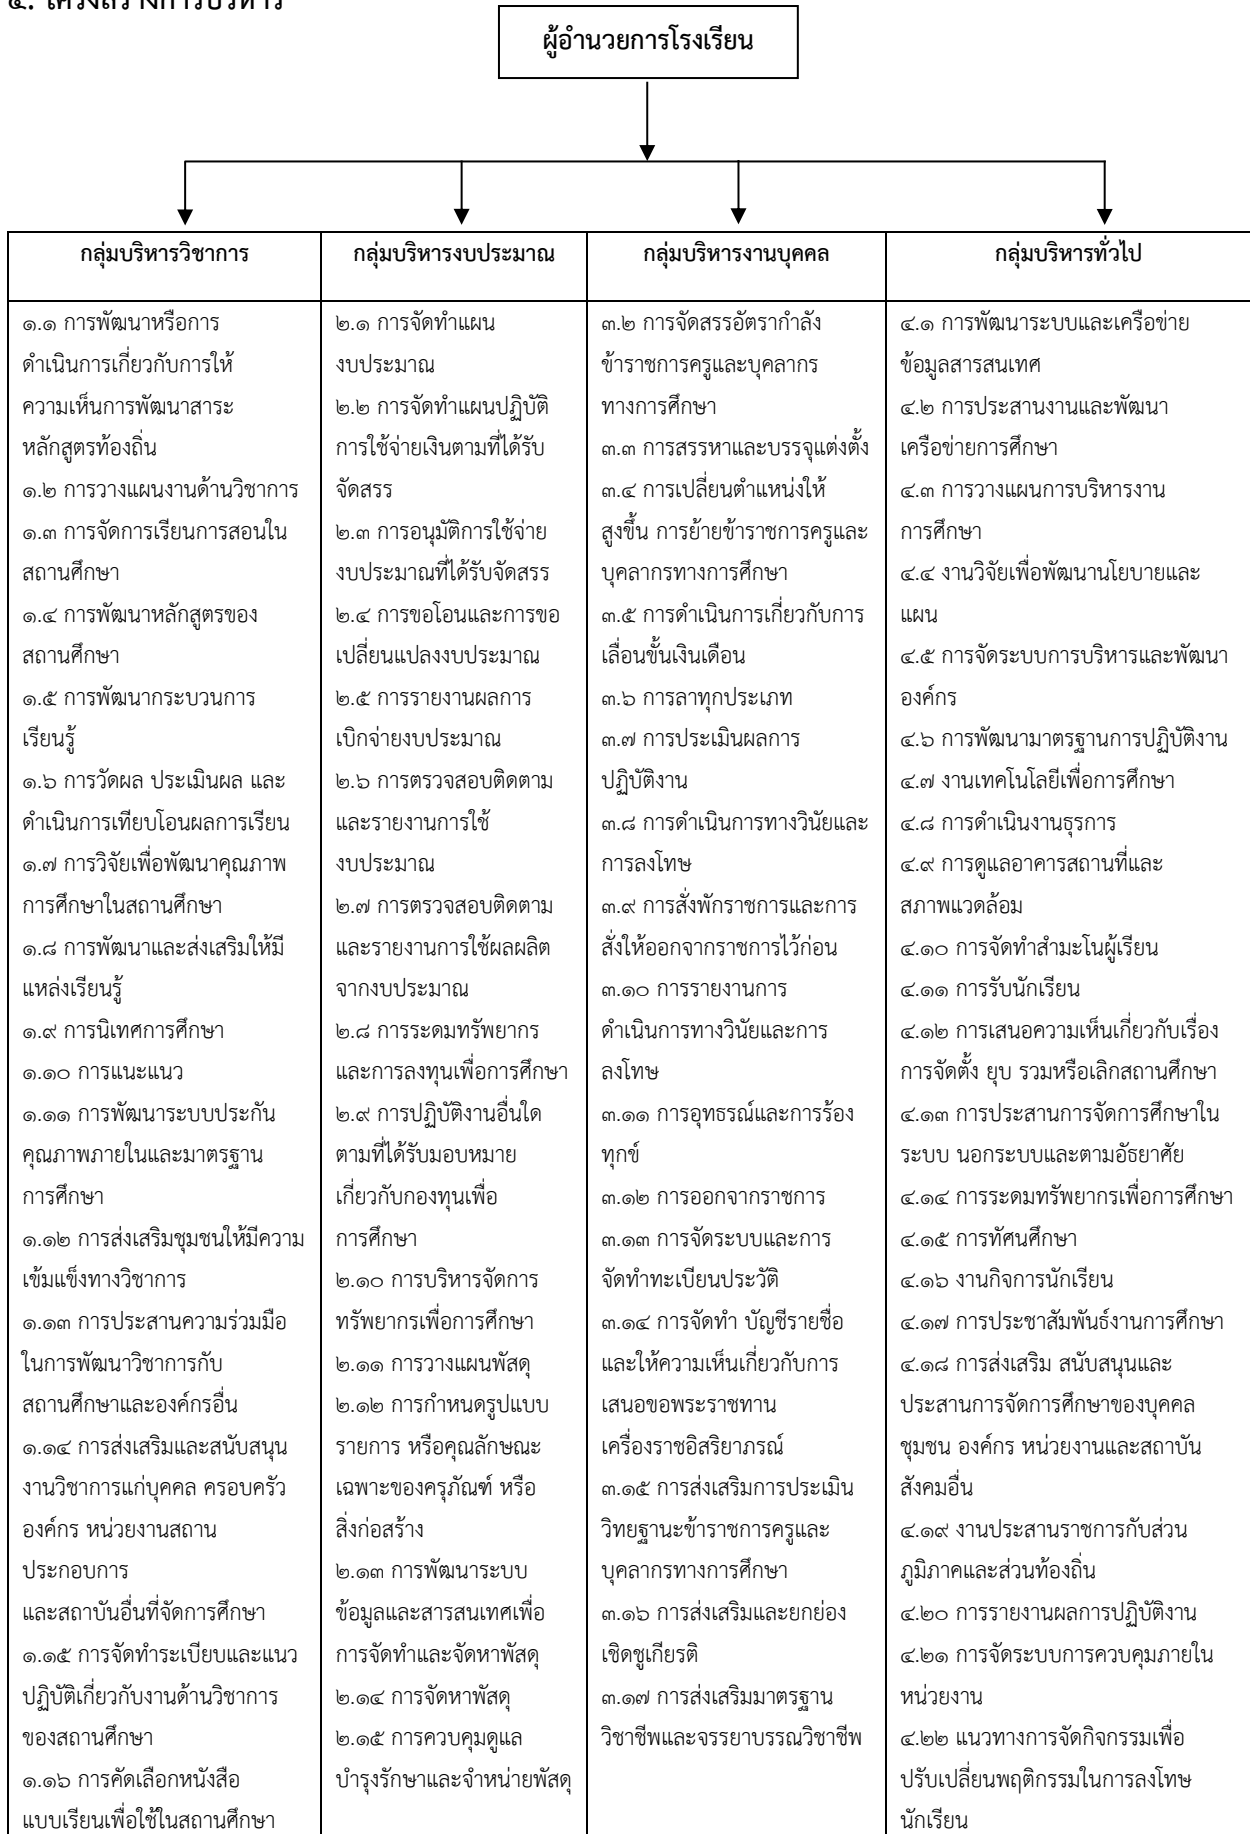 ๔. โครงสร้างการบริหาร
ผู้อำนวยการโรงเรียน
กลุ่มบริหารวิชาการ
๑.๑ การพัฒนาหรือการ
ดำเนินการเกี่ยวกับการให้
ความเห็นการพัฒนาสาระ
หลักสูตรท้องถิ่น
๑.๒ การวางแผนงานด้านวิชาการ
๑.๓ การจัดการเรียนการสอนใน
สถานศึกษา
๑.๔ การพัฒนาหลักสูตรของ
สถานศึกษา
๑.๕ การพัฒนากระบวนการ
เรียนรู้
๑.๖ การวัดผล ประเมินผล และ
ดำเนินการเทียบโอนผลการเรียน
๑.๗ การวิจัยเพื่อพัฒนาคุณภาพ
การศึกษาในสถานศึกษา
๑.๘ การพัฒนาและส่งเสริมให้มี
แหล่งเรียนรู้
๑.๙ การนิเทศการศึกษา
๑.๑๐ การแนะแนว
๑.๑๑ การพัฒนาระบบประกัน
คุณภาพภายในและมาตรฐาน
การศึกษา
๑.๑๒ การส่งเสริมชุมชนให้มีความ
เข้มแข็งทางวิชาการ
๑.๑๓ การประสานความร่วมมือ
ในการพัฒนาวิชาการกับ
สถานศึกษาและองค์กรอื่น
๑.๑๔ การส่งเสริมและสนับสนุน
งานวิชาการแก่บุคคล ครอบครัว
องค์กร หน่วยงานสถาน
ประกอบการ
และสถาบันอื่นที่จัดการศึกษา
๑.๑๕ การจัดทำระเบียบและแนว
ปฏิบัติเกี่ยวกับงานด้านวิชาการ
ของสถานศึกษา
๑.๑๖ การคัดเลือกหนังสือ
แบบเรียนเพื่อใช้ในสถานศึกษา
กลุ่มบริหารงบประมาณ
๒.๑ การจัดทำแผน
งบประมาณ
๒.๒ การจัดทำแผนปฏิบัติ
การใช้จ่ายเงินตามที่ได้รับ
จัดสรร
๒.๓ การอนุมัติการใช้จ่าย
งบประมาณที่ได้รับจัดสรร
๒.๔ การขอโอนและการขอ
เปลี่ยนแปลงงบประมาณ
๒.๕ การรายงานผลการ
เบิกจ่ายงบประมาณ
๒.๖ การตรวจสอบติดตาม
และรายงานการใช้
งบประมาณ
๒.๗ การตรวจสอบติดตาม
และรายงานการใช้ผลผลิต
จากงบประมาณ
๒.๘ การระดมทรัพยากร
และการลงทุนเพื่อการศึกษา
๒.๙ การปฏิบัติงานอื่นใด
ตามที่ได้รับมอบหมาย
เกี่ยวกับกองทุนเพื่อ
การศึกษา
๒.๑๐ การบริหารจัดการ
ทรัพยากรเพื่อการศึกษา
๒.๑๑ การวางแผนพัสดุ
๒.๑๒ การกำหนดรูปแบบ
รายการ หรือคุณลักษณะ
เฉพาะของครุภัณฑ์ หรือ
สิ่งก่อสร้าง
๒.๑๓ การพัฒนาระบบ
ข้อมูลและสารสนเทศเพื่อ
การจัดทำและจัดหาพัสดุ
๒.๑๔ การจัดหาพัสดุ
๒.๑๕ การควบคุมดูแล
บำรุงรักษาและจำหน่ายพัสดุ
กลุ่มบริหารงานบุคคล
๓.๒ การจัดสรรอัตรากำลัง
ข้าราชการครูและบุคลากร
ทางการศึกษา
๓.๓ การสรรหาและบรรจุแต่งตั้ง
๓.๔ การเปลี่ยนตำแหน่งให้
สูงขึ้น การย้ายข้าราชการครูและ
บุคลากรทางการศึกษา
๓.๕ การดำเนินการเกี่ยวกับการ
เลื่อนขั้นเงินเดือน
๓.๖ การลาทุกประเภท
๓.๗ การประเมินผลการ
ปฏิบัติงาน
๓.๘ การดำเนินการทางวินัยและ
การลงโทษ
๓.๙ การสั่งพักราชการและการ
สั่งให้ออกจากราชการไว้ก่อน
๓.๑๐ การรายงานการ
ดำเนินการทางวินัยและการ
ลงโทษ
๓.๑๑ การอุทธรณ์และการร้อง
ทุกข์
๓.๑๒ การออกจากราชการ
๓.๑๓ การจัดระบบและการ
จัดทำทะเบียนประวัติ
๓.๑๔ การจัดทำ บัญชีรายชื่อ
และให้ความเห็นเกี่ยวกับการ
เสนอขอพระราชทาน
เครื่องราชอิสริยาภรณ์
๓.๑๕ การส่งเสริมการประเมิน
วิทยฐานะข้าราชการครูและ
บุคลากรทางการศึกษา
๓.๑๖ การส่งเสริมและยกย่อง
เชิดชูเกียรติ
๓.๑๗ การส่งเสริมมาตรฐาน
วิชาชีพและจรรยาบรรณวิชาชีพ
กลุ่มบริหารทั่วไป
๔.๑ การพัฒนาระบบและเครือข่าย
ข้อมูลสารสนเทศ
๔.๒ การประสานงานและพัฒนา
เครือข่ายการศึกษา
๔.๓ การวางแผนการบริหารงาน
การศึกษา
๔.๔ งานวิจัยเพื่อพัฒนานโยบายและ
แผน
๔.๕ การจัดระบบการบริหารและพัฒนา
องค์กร
๔.๖ การพัฒนามาตรฐานการปฏิบัติงาน
๔.๗ งานเทคโนโลยีเพื่อการศึกษา
๔.๘ การดำเนินงานธุรการ
๔.๙ การดูแลอาคารสถานที่และ
สภาพแวดล้อม
๔.๑๐ การจัดทำสำมะโนผู้เรียน
๔.๑๑ การรับนักเรียน
๔.๑๒ การเสนอความเห็นเกี่ยวกับเรื่อง
การจัดตั้ง ยุบ รวมหรือเลิกสถานศึกษา
๔.๑๓ การประสานการจัดการศึกษาใน
ระบบ นอกระบบและตามอัธยาศัย
๔.๑๔ การระดมทรัพยากรเพื่อการศึกษา
๔.๑๕ การทัศนศึกษา
๔.๑๖ งานกิจการนักเรียน
๔.๑๗ การประชาสัมพันธ์งานการศึกษา
๔.๑๘ การส่งเสริม สนับสนุนและ
ประสานการจัดการศึกษาของบุคคล
ชุมชน องค์กร หน่วยงานและสถาบัน
สังคมอื่น
๔.๑๙ งานประสานราชการกับส่วน
ภูมิภาคและส่วนท้องถิ่น
๔.๒๐ การรายงานผลการปฏิบัติงาน
๔.๒๑ การจัดระบบการควบคุมภายใน
หน่วยงาน
๔.๒๒ แนวทางการจัดกิจกรรมเพื่อ
ปรับเปลี่ยนพฤติกรรมในการลงโทษ
นักเรียน